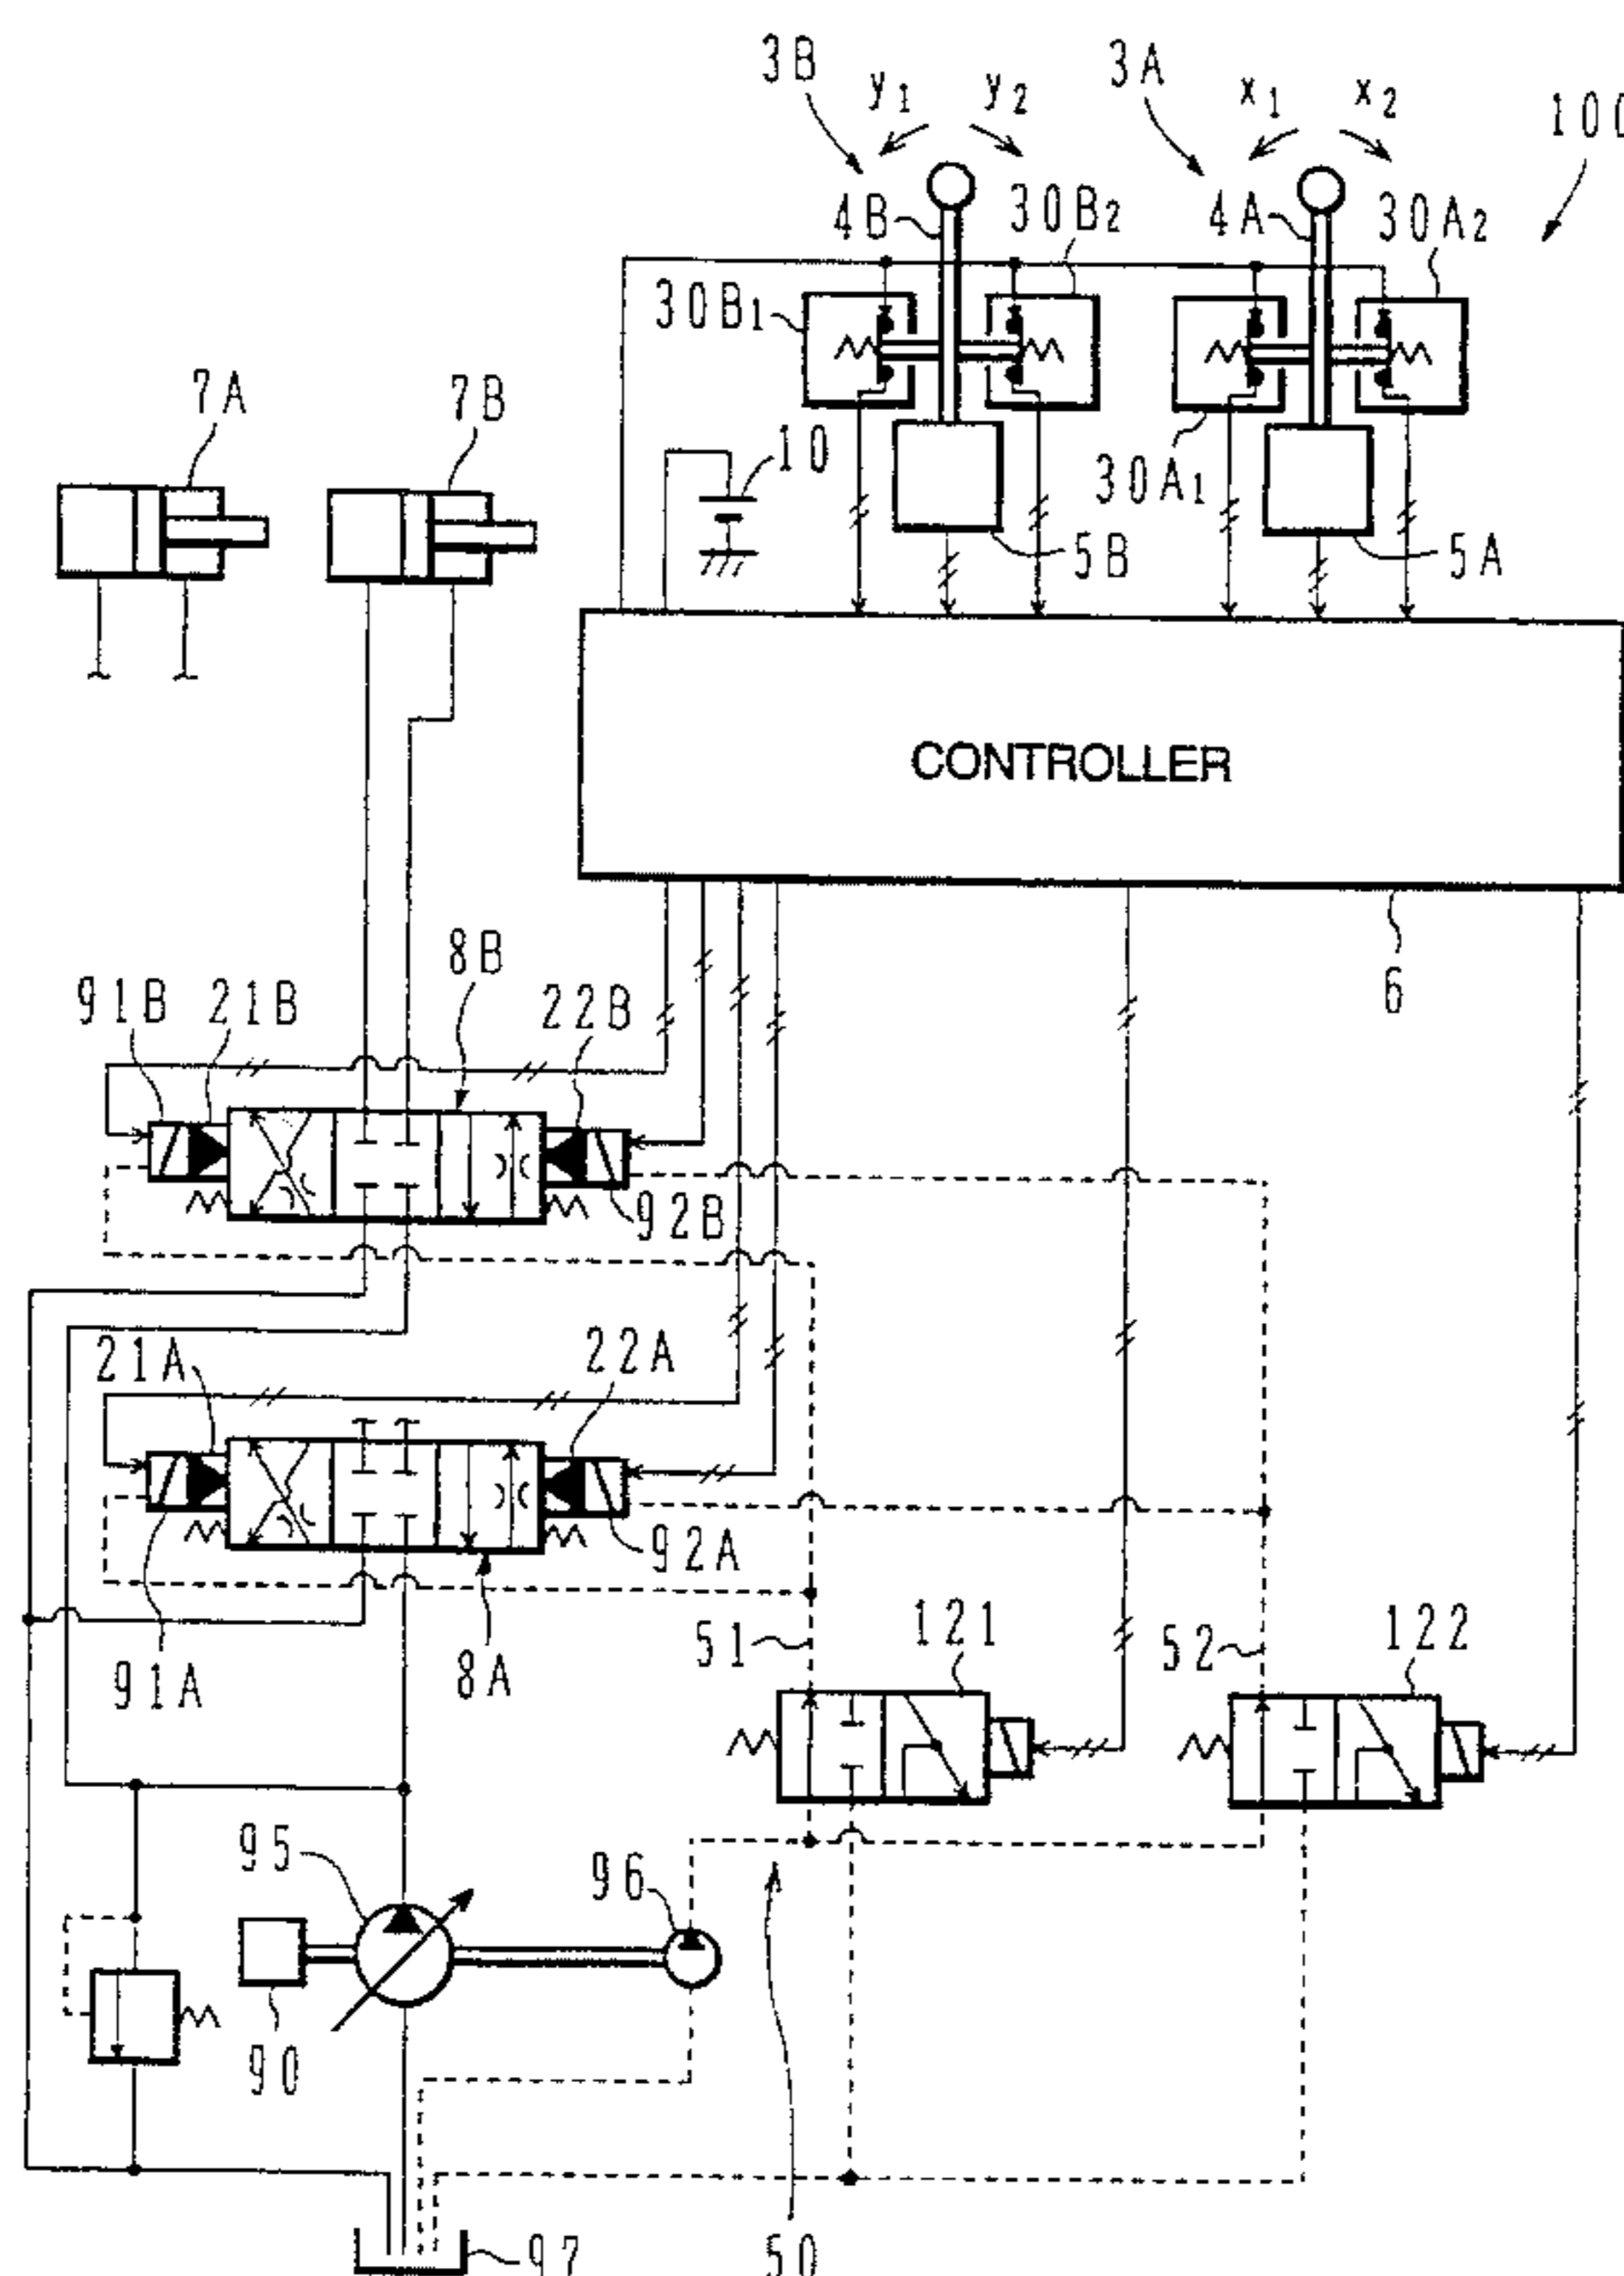 3B y1 y2 3A x1 x2
100
4B 30B2 4A 30A2
30B1
7A 7B
10 30A1
5B 5A
CONTROLLER
8B 6
91B 21B 22B
92B
21A 22A
92A
51 121 52 122
91A 8A
95 96
90
97 50